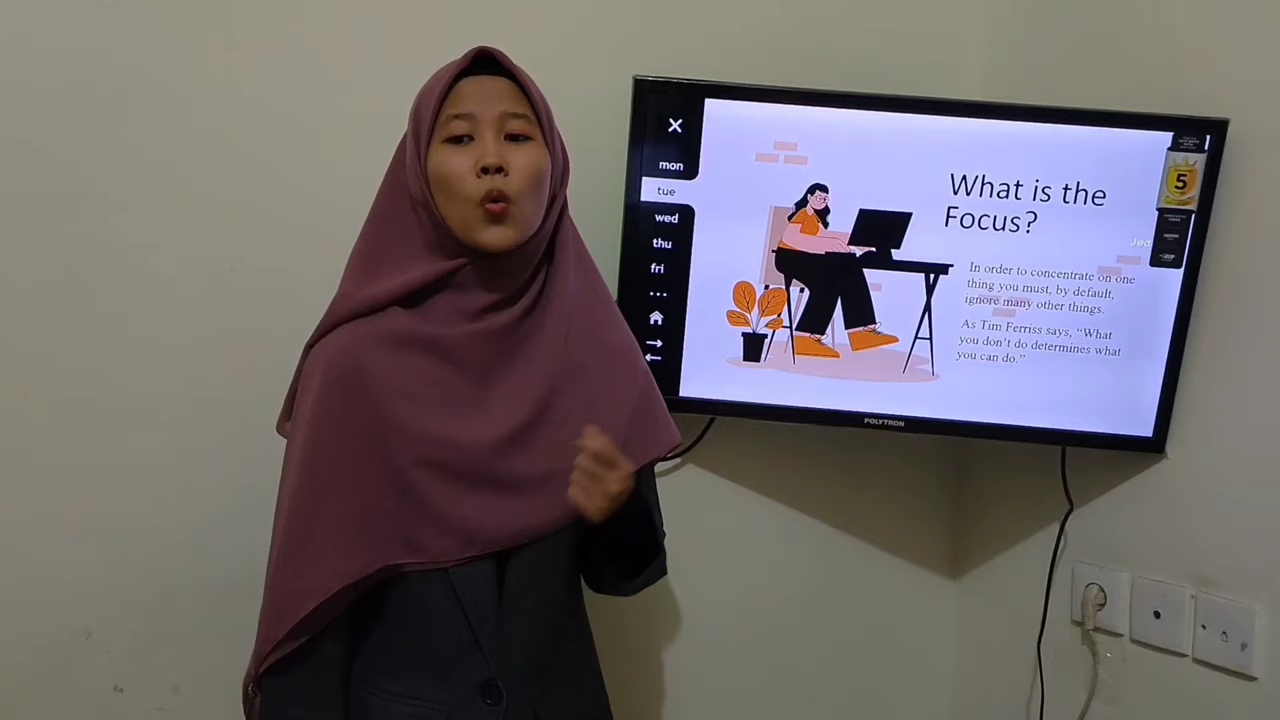 mon
tue
wed
thu
fri
...
What is the
Focus?
5
Jed
In order to concentrate on one
thing you must, by default,
ignore many other things.
As Tim Ferriss says, “What
you don’t do determines what
you can do.”
POLYTRON